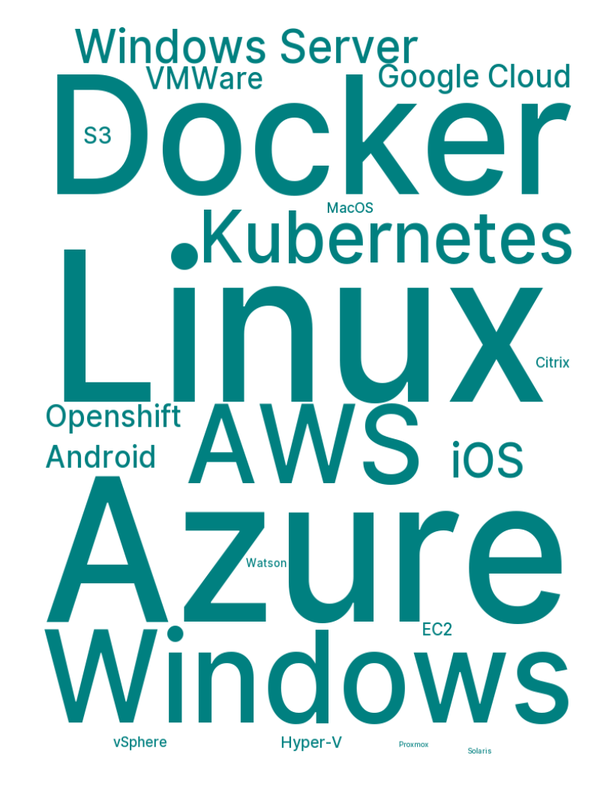 Windows Server
VMWare
Google Cloud
Docker
S3
MacOS
Kubernetes
Linux
Citrix
Openshift
AWS
Android
iOS
Azure
Watson
EC2
Windows
vSphere
Hyper-V
Proxmox
Solaris